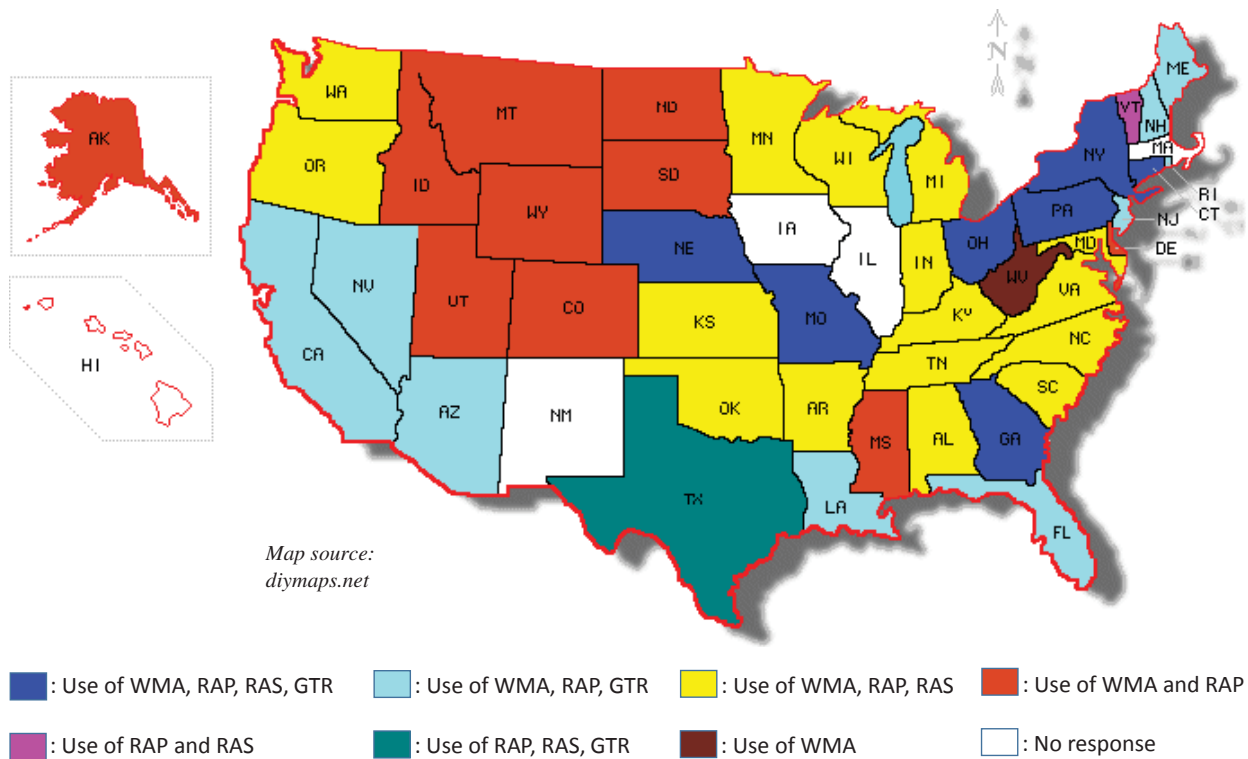 N
ME
WA
VT
ND
MT
NH
AK
MN
MA
OR
WI
NY
ID
SD
MI
RI
WY
PA
CT
NJ
IA
OH
MD
NE
DE
IL
IN
NV
WV
UT
VA
CO
MO
KS
KY
CA
NC
HI
TN
SC
OK
AR
AZ
NM
MS
AL
GA
TX
LA
FL
Map source:
diymaps.net
: Use of WMA, RAP, RAS, GTR
: Use of WMA, RAP, GTR
: Use of WMA, RAP, RAS
: Use of WMA and RAP
: Use of RAP and RAS
: Use of RAP, RAS, GTR
: Use of WMA
: No response